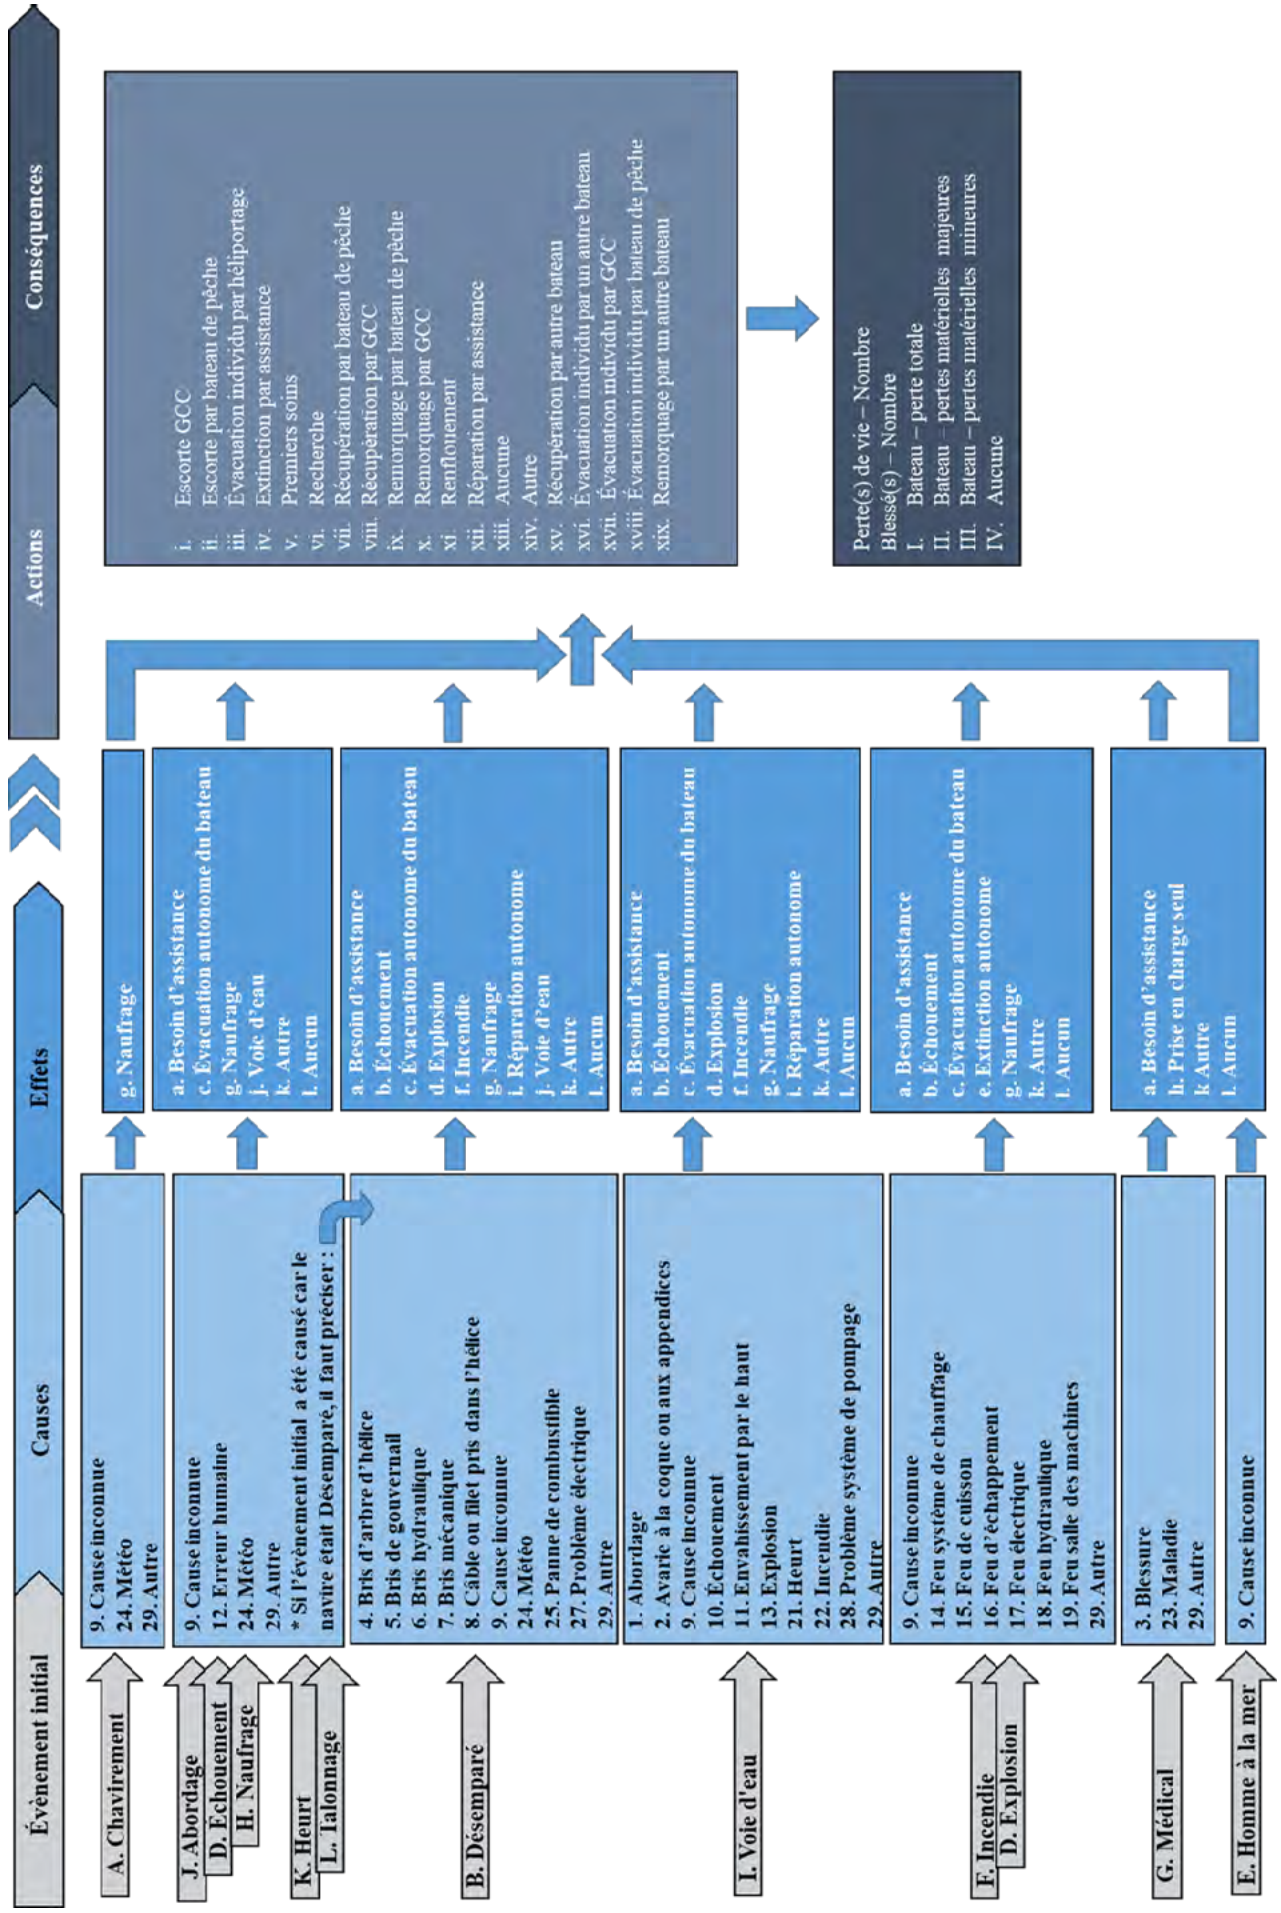 Évènement initial
Causes
Effets
Actions
Conséquences
A. Chavirement
9. Cause inconnue
24. Météo
29. Autre
g. Naufrage
J. Abordage
D. Échouement
H. Naufrage
K. Heurt
L. Talonnage
9. Cause inconnue
12. Erreur humaine
24. Météo
29. Autre
* Si l'évènement initial a été causé car le
navire était Désemparé, il faut préciser :
a. Besoin d'assistance
c. Évacuation autonome du bateau
g. Naufrage
j. Voie d'eau
k. Autre
l. Aucun
B. Désemparé
4. Bris d'arbre d'hélice
5. Bris de gouvernail
6. Bris hydraulique
7. Bris mécanique
8. Câble ou filet pris dans l'hélice
9. Cause inconnue
24. Météo
25. Panne de combustible
27. Problème électrique
29. Autre
a. Besoin d'assistance
b. Échouement
c. Évacuation autonome du bateau
d. Explosion
f. Incendie
g. Naufrage
i. Réparation autonome
j. Voie d'eau
k. Autre
l. Aucun
I. Voie d'eau
1. Abordage
2. Avarie à la coque ou aux appendices
9. Cause inconnue
10. Échouement
11. Envahissement par le haut
13. Explosion
21. Heurt
22. Incendie
28. Problème système de pompage
29. Autre
a. Besoin d'assistance
b. Échouement
c. Évacuation autonome du bateau
d. Explosion
f. Incendie
g. Naufrage
i. Réparation autonome
k. Autre
l. Aucun
F. Incendie
D. Explosion
9. Cause inconnue
14. Feu système de chauffage
15. Feu de cuisson
16. Feu d'échappement
17. Feu électrique
18. Feu hydraulique
19. Feu salle des machines
29. Autre
a. Besoin d'assistance
b. Échouement
c. Évacuation autonome du bateau
e. Extinction autonome
g. Naufrage
k. Autre
l. Aucun
G. Médical
3. Blessure
23. Maladie
29. Autre
E. Homme à la mer
9. Cause inconnue
a. Besoin d'assistance
h. Prise en charge seul
k Autre
l Aucun
i. Escorte GCC
ii. Escorte par bateau de pêche
iii. Évacuation individu par héliportage
iv. Extinction par assistance
v. Premiers soins
vi. Recherche
vii. Récupération par bateau de pêche
viii. Récupération par GCC
ix. Remorquage par bateau de pêche
x. Remorquage par GCC
xi Renflouement
xii. Réparation par assistance
xiii. Aucune
xiv. Autre
xv. Récupération par autre bateau
xvi. Évacuation individu par un autre bateau
xvii. Évacuation individu par GCC
xviii Évacuation individu par bateau de pêche
xix. Remorquage par un autre bateau
Perte(s) de vie – Nombre
Blessé(s) – Nombre
I. Bateau – perte totale
II. Bateau – pertes matérielles majeures
III. Bateau – pertes matérielles mineures
IV. Aucune